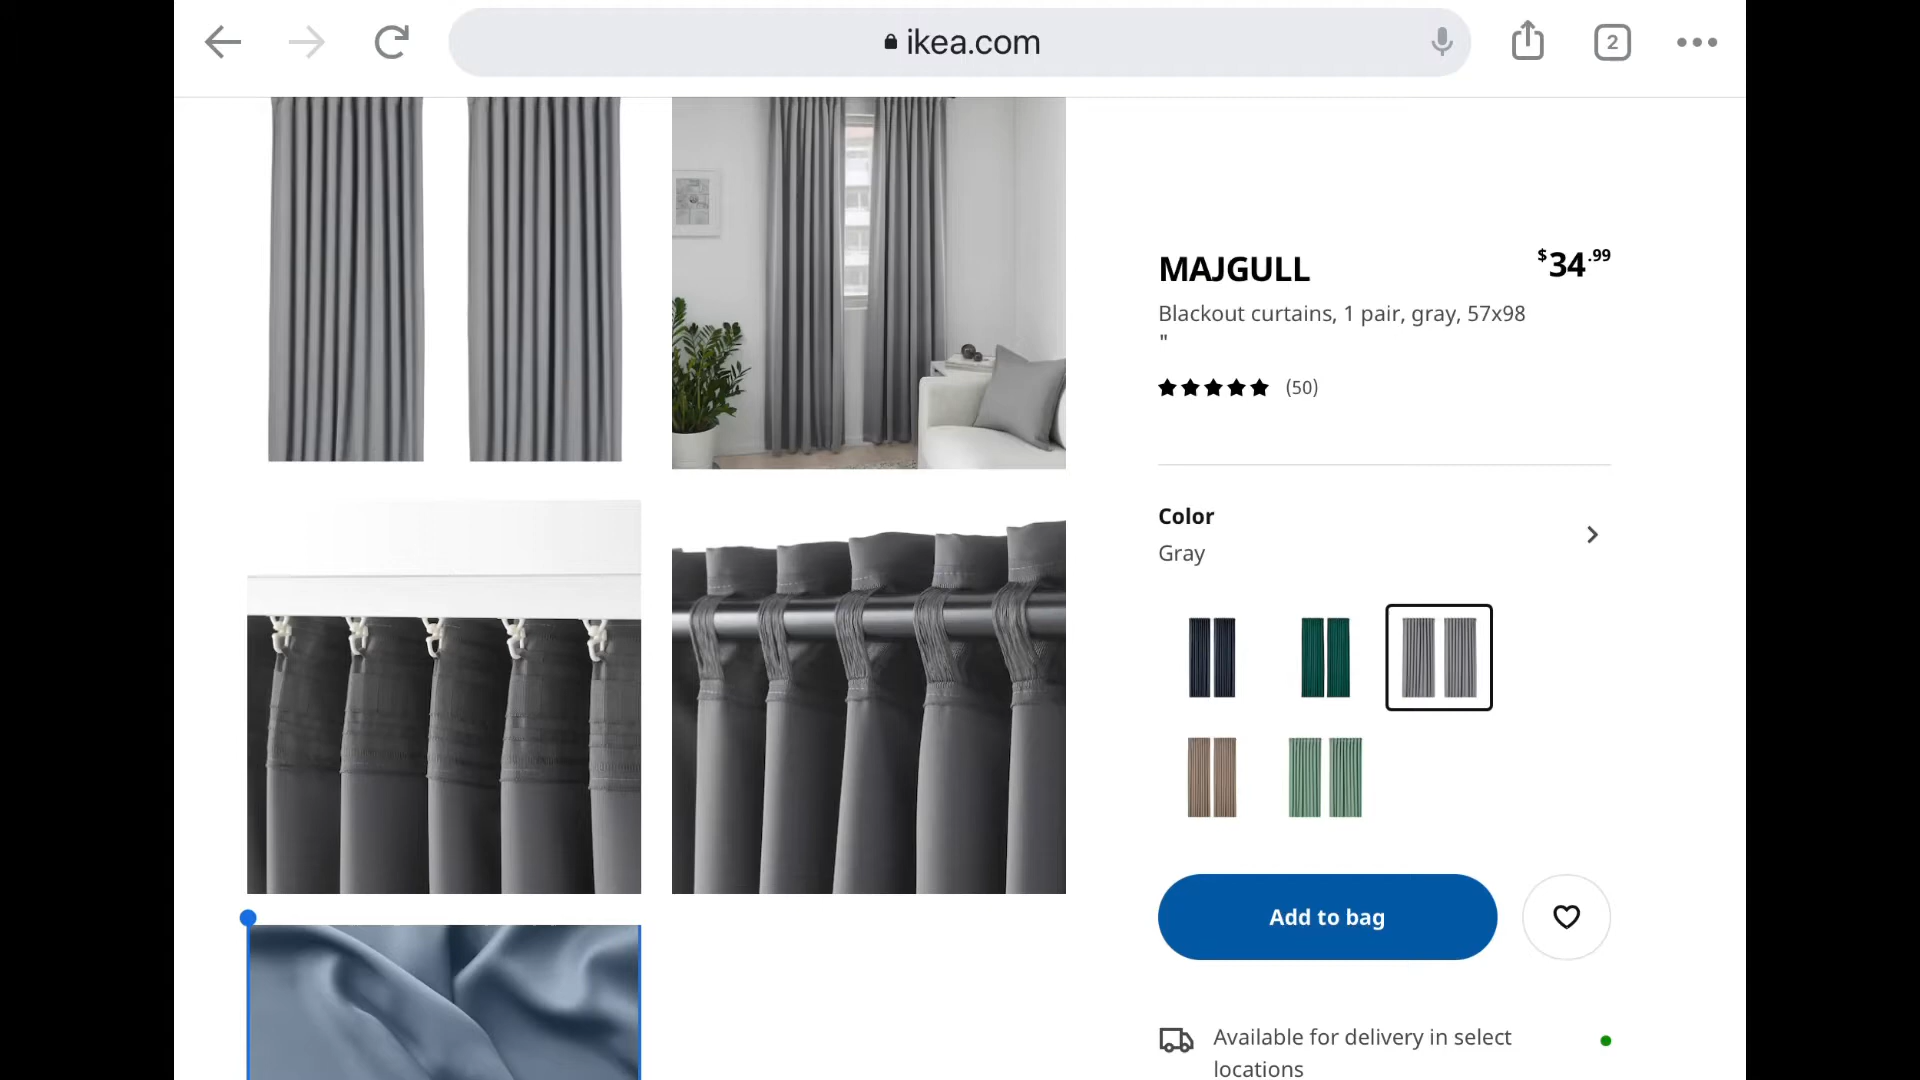 ikea.com
2
MAJGULL
$34.99
Blackout curtains, 1 pair, gray, 57x98
"
(50)
Color
Gray
Add to bag
Available for delivery in select
locations